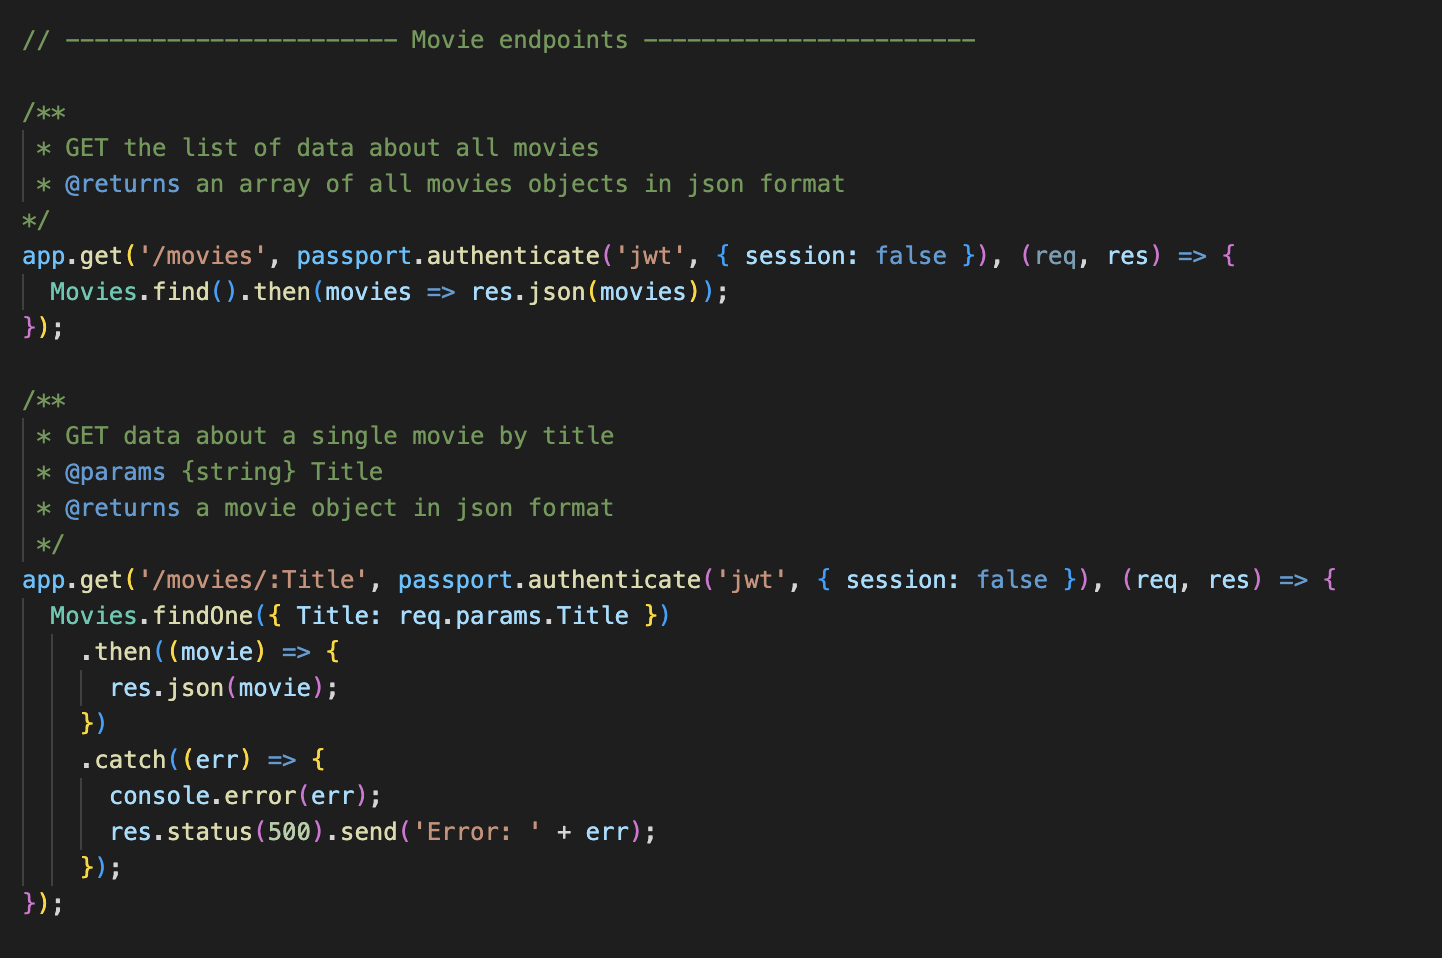 // ----------------------- Movie endpoints -----------------------
/**
* GET the list of data about all movies
* @returns an array of all movies objects in json format
*/
app.get('/movies', passport.authenticate('jwt', { session: false }), (req, res) => {
Movies.find().then(movies => res.json(movies));
});
/**
* GET data about a single movie by title
* @params {string} Title
* @returns a movie object in json format
*/
app.get('/movies/:Title', passport.authenticate('jwt', { session: false }), (req, res) => {
Movies.findOne({ Title: req.params.Title })
.then((movie) => {
res.json(movie);
})
.catch((err) => {
console.error(err);
res.status(500).send('Error: ' + err);
});
});